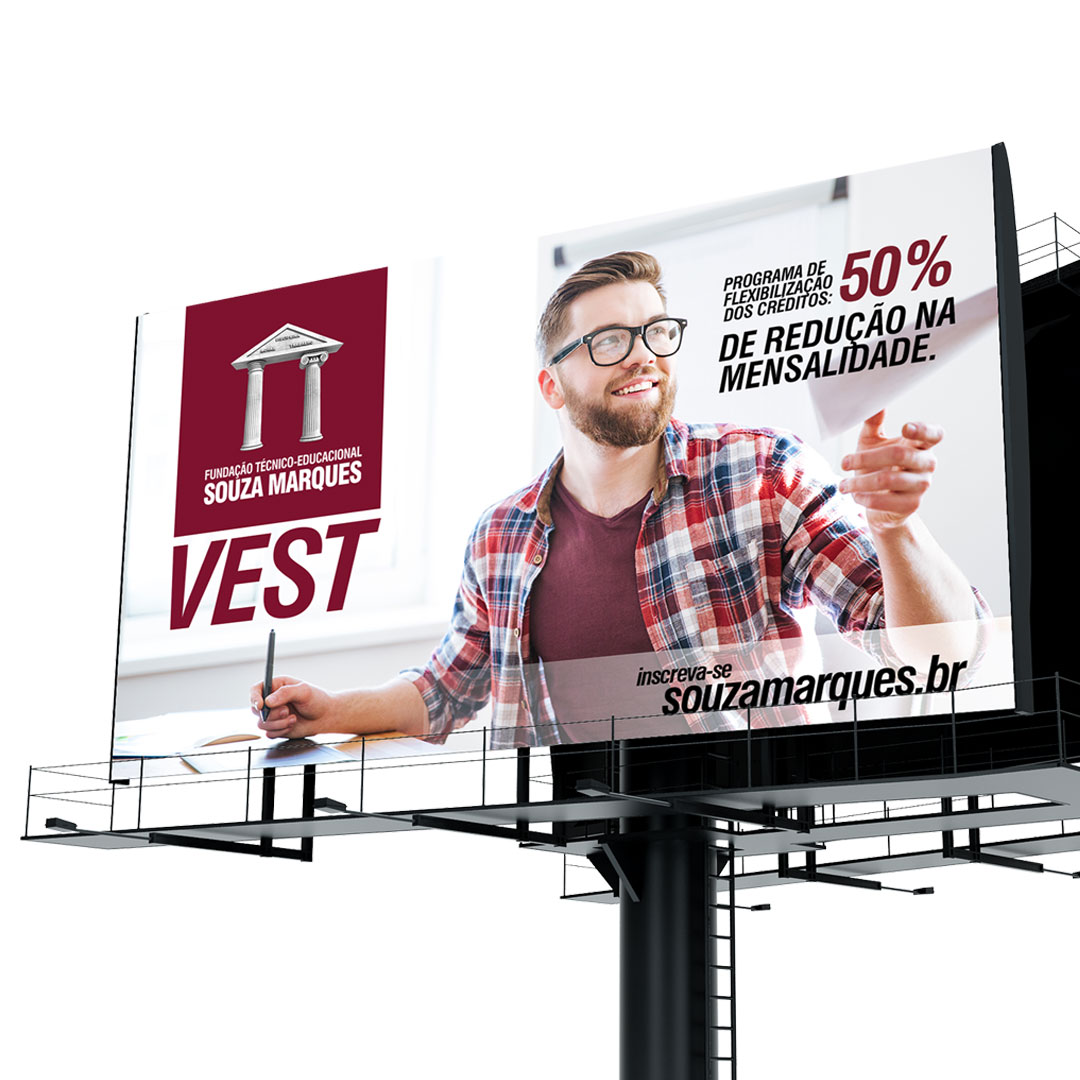 FUNDAÇÃO TÉCNICO-EDUCACIONAL
SOUZA MARQUES
VEST
PROGRAMA DE
FLEXIBILIZAÇÃO
DOS CRÉDITOS: 50%
DE REDUÇÃO NA
MENSALIDADE.
inscreva-se
souzamarques.br